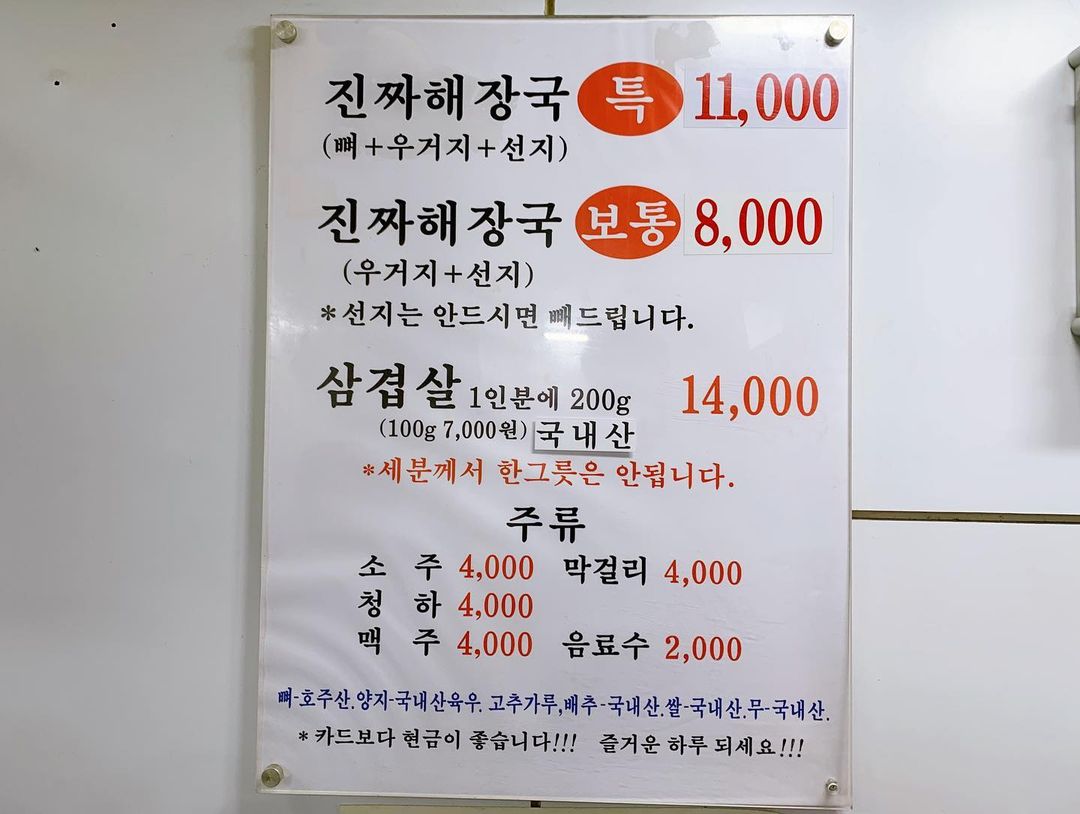 진짜해장국 특 11,000
(뼈+우거지+선지)
진짜해장국 보통 8,000
(우거지+선지)
*선지는 안드시면 빼드립니다.
삼겹살 1인분에 200g 14,000
(100g 7,000원) 국내산
*세분께서 한그릇은 안됩니다.
주류
소 주 4,000 막걸리 4,000
청 하 4,000
맥 주 4,000 음료수 2,000
뼈-호주산.양지-국내산육우. 고추가루,배추-국내산.쌀-국내산.무-국내산.
*카드보다 현금이 좋습니다!!! 즐거운 하루 되세요!!!